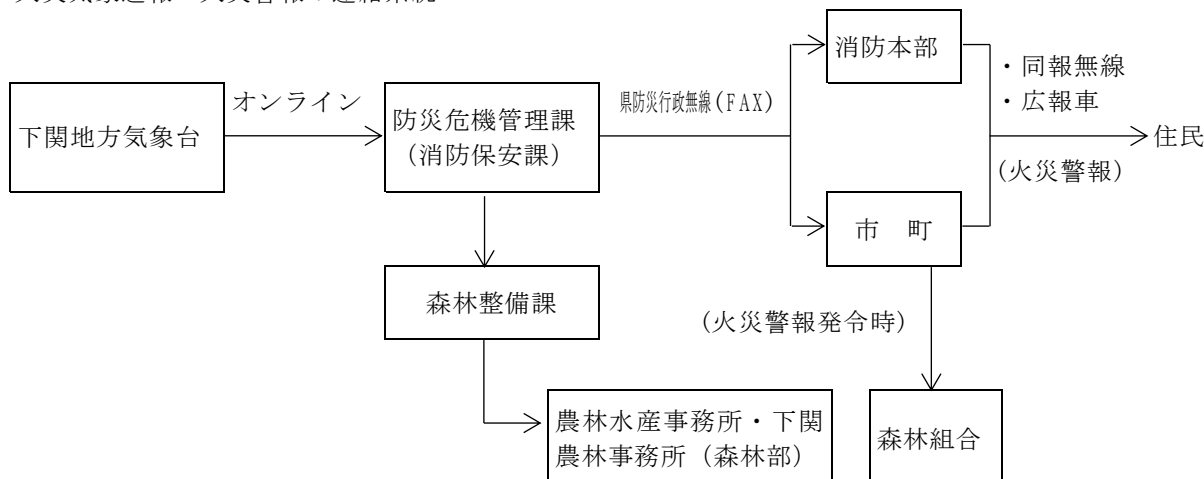 消防本部
・同報無線
・広報車
オンライン
県防災行政無線(FAX)
下関地方気象台
防災危機管理課
(消防保安課)
住民
(火災警報)
市　町
森林整備課
(火災警報発令時)
農林水産事務所・下関
農林事務所（森林部）
森林組合